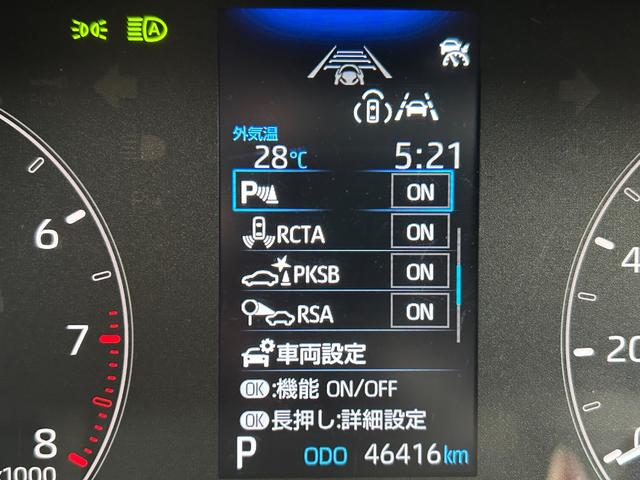 A
外気温
28℃ 5:21
P ON
RCTA ON
PKSB ON
RSA ON
車両設定
OK:機能 ON/OFF
OK長押し:詳細設定
P ODO 46416km
6
7
8
x1000
4
20
0